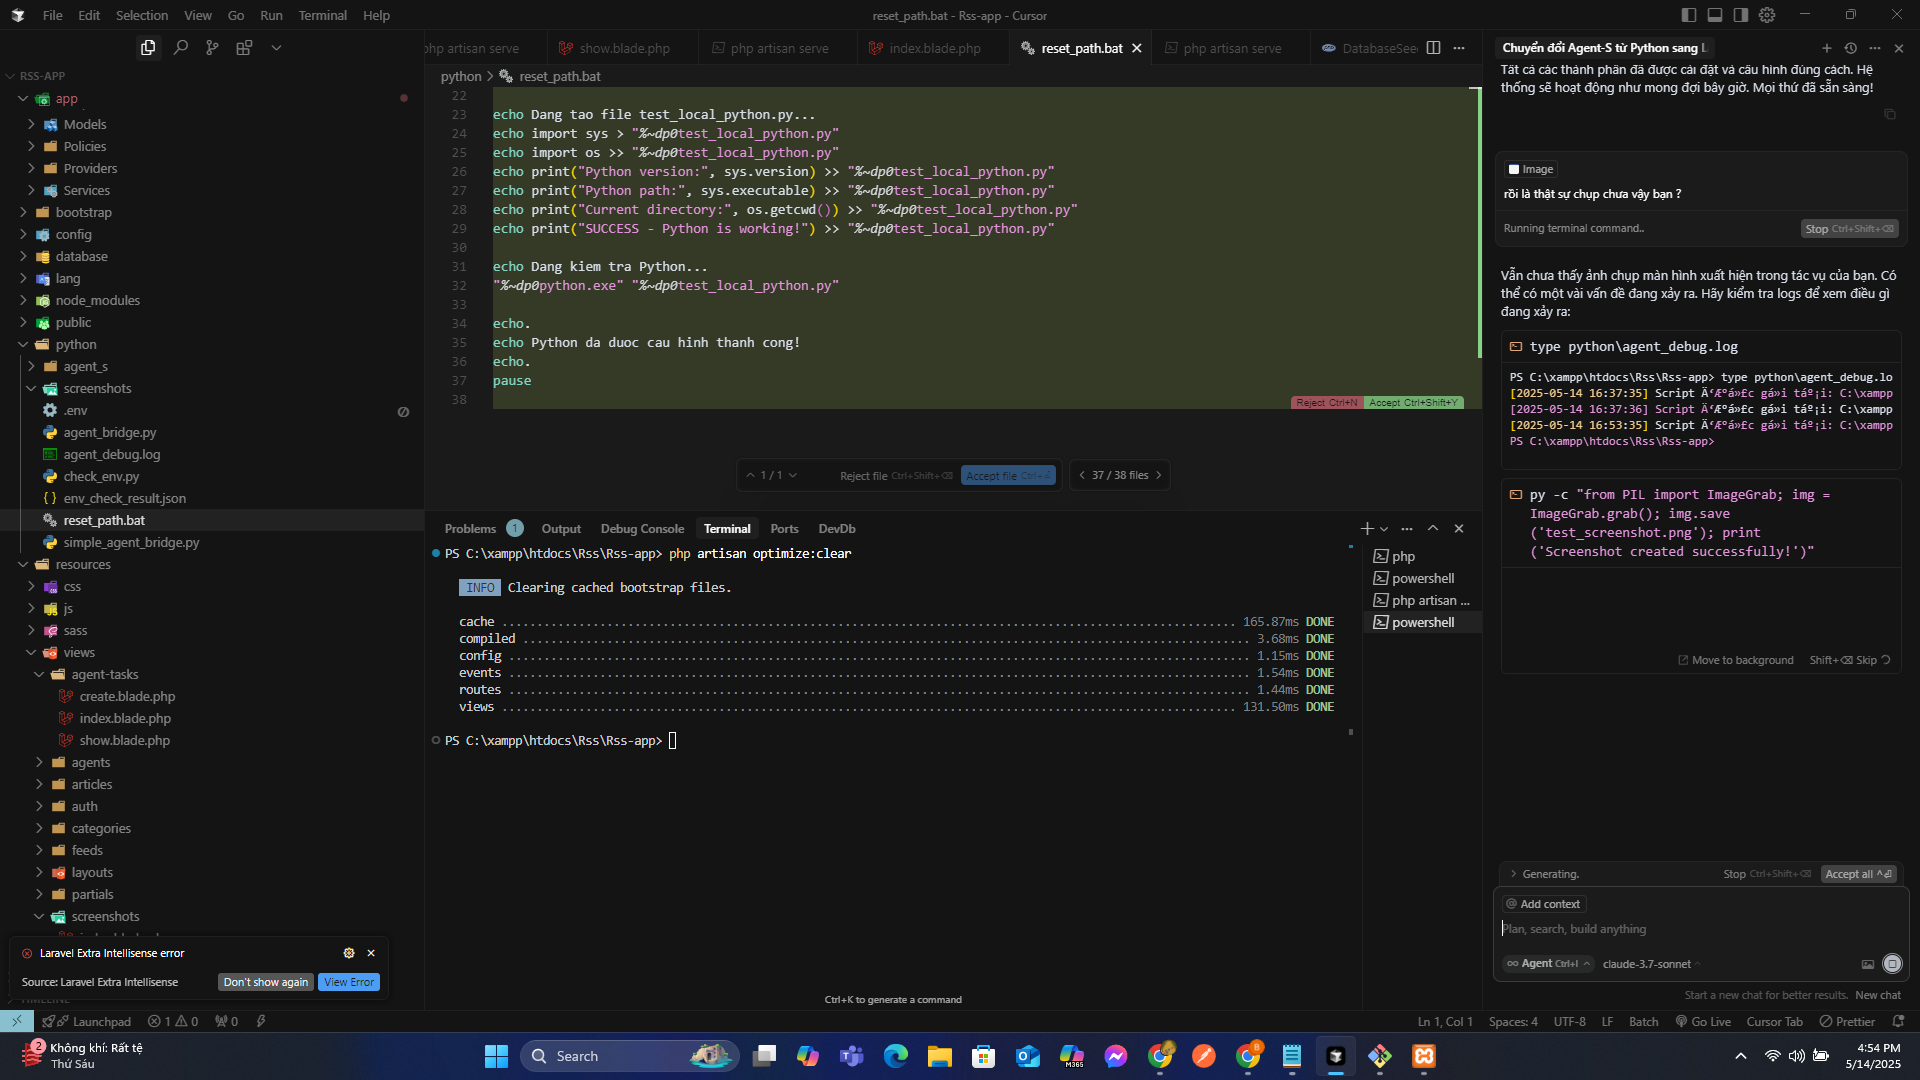 File Edit Selection View Go Run Terminal Help
reset_path.bat - Rss-app - Cursor
RSS-APP
app
Models
Policies
Providers
Services
bootstrap
config
database
lang
node_modules
public
python
agent_s
screenshots
.env
agent_bridge.py
agent_debug.log
check_env.py
env_check_result.json
reset_path.bat
simple_agent_bridge.py
resources
css
js
sass
views
agent-tasks
create.blade.php
index.blade.php
show.blade.php
agents
articles
auth
categories
feeds
layouts
partials
screenshots
Laravel Extra Intellisense error
Source: Laravel Extra Intellisense
Don't show again
View Error
TIMELINE
php artisan serve
show.blade.php
php artisan serve
index.blade.php
reset_path.bat
php artisan serve
DatabaseSee
python > reset_path.bat
22
23 echo Dang tao file test_local_python.py...
24 echo import sys > "%~dp0test_local_python.py"
25 echo import os >> "%~dp0test_local_python.py"
26 echo print("Python version:", sys.version) >> "%~dp0test_local_python.py"
27 echo print("Python path:", sys.executable) >> "%~dp0test_local_python.py"
28 echo print("Current directory:", os.getcwd()) >> "%~dp0test_local_python.py"
29 echo print("SUCCESS - Python is working!") >> "%~dp0test_local_python.py"
30
31 echo Dang kiem tra Python...
32 "%~dp0python.exe" "%~dp0test_local_python.py"
33
34 echo.
35 echo Python da duoc cau hinh thanh cong!
36 echo.
37 pause
38
Reject Ctrl+N Accept Ctrl+Shift+Y
1 / 1 Reject file Ctrl+Shift+⌫ Accept file Ctrl+⏎ 37 / 38 files
Problems 1 Output Debug Console Terminal Ports DevDb
PS C:\xampp\htdocs\Rss\Rss-app> php artisan optimize:clear
INFO Clearing cached bootstrap files.
cache 165.87ms DONE
compiled 3.68ms DONE
config 1.15ms DONE
events 1.54ms DONE
routes 1.44ms DONE
views 131.50ms DONE
PS C:\xampp\htdocs\Rss\Rss-app>
php
powershell
php artisan ...
powershell
Ctrl+K to generate a command
Chuyển đổi Agent-S từ Python sang L
Tất cả các thành phần đã được cài đặt và cấu hình đúng cách. Hệ
thống sẽ hoạt động như mong đợi bây giờ. Mọi thứ đã sẵn sàng!
Image
rồi là thật sự chụp chưa vậy bạn ?
Running terminal command..
Stop Ctrl+Shift+⌫
Vẫn chưa thấy ảnh chụp màn hình xuất hiện trong tác vụ của bạn. Có
thể có một vài vấn đề đang xảy ra. Hãy kiểm tra logs để xem điều gì
đang xảy ra:
type python\agent_debug.log
PS C:\xampp\htdocs\Rss\Rss-app> type python\agent_debug.lo
[2025-05-14 16:37:35] Script Ä‘Æ°á»£c gá»i táº¡i: C:\xampp
[2025-05-14 16:37:36] Script Ä‘Æ°á»£c gá»i táº¡i: C:\xampp
[2025-05-14 16:53:35] Script Ä‘Æ°á»£c gá»i táº¡i: C:\xampp
PS C:\xampp\htdocs\Rss\Rss-app>
py -c "from PIL import ImageGrab; img =
ImageGrab.grab(); img.save
('test_screenshot.png'); print
('Screenshot created successfully!')"
Move to background Shift+⌫ Skip
Generating.
Stop Ctrl+Shift+⌫
Accept all ^⏎
@ Add context
Plan, search, build anything
∞ Agent Ctrl+I
claude-3.7-sonnet
Start a new chat for better results. New chat
Launchpad 1 0 0
Ln 1, Col 1 Spaces: 4 UTF-8 LF Batch Go Live Cursor Tab Prettier
2 Không khí: Rất tệ
Thứ Sáu
Search
M365
8
4:54 PM
5/14/2025